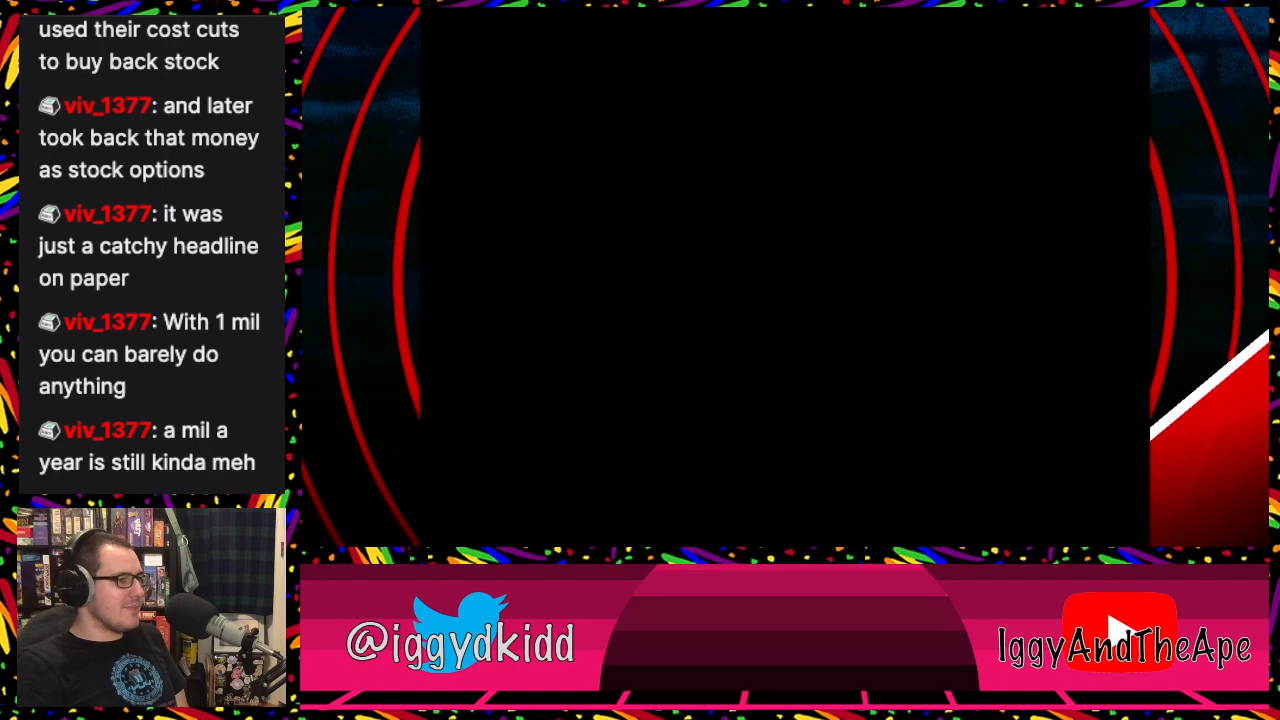 used their cost cuts
to buy back stock
viv_1377: and later
took back that money
as stock options
viv_1377: it was
just a catchy headline
on paper
viv_1377: With 1 mil
you can barely do
anything
viv_1377: a mil a
year is still kinda meh
@iggydkidd
IggyAndTheApe